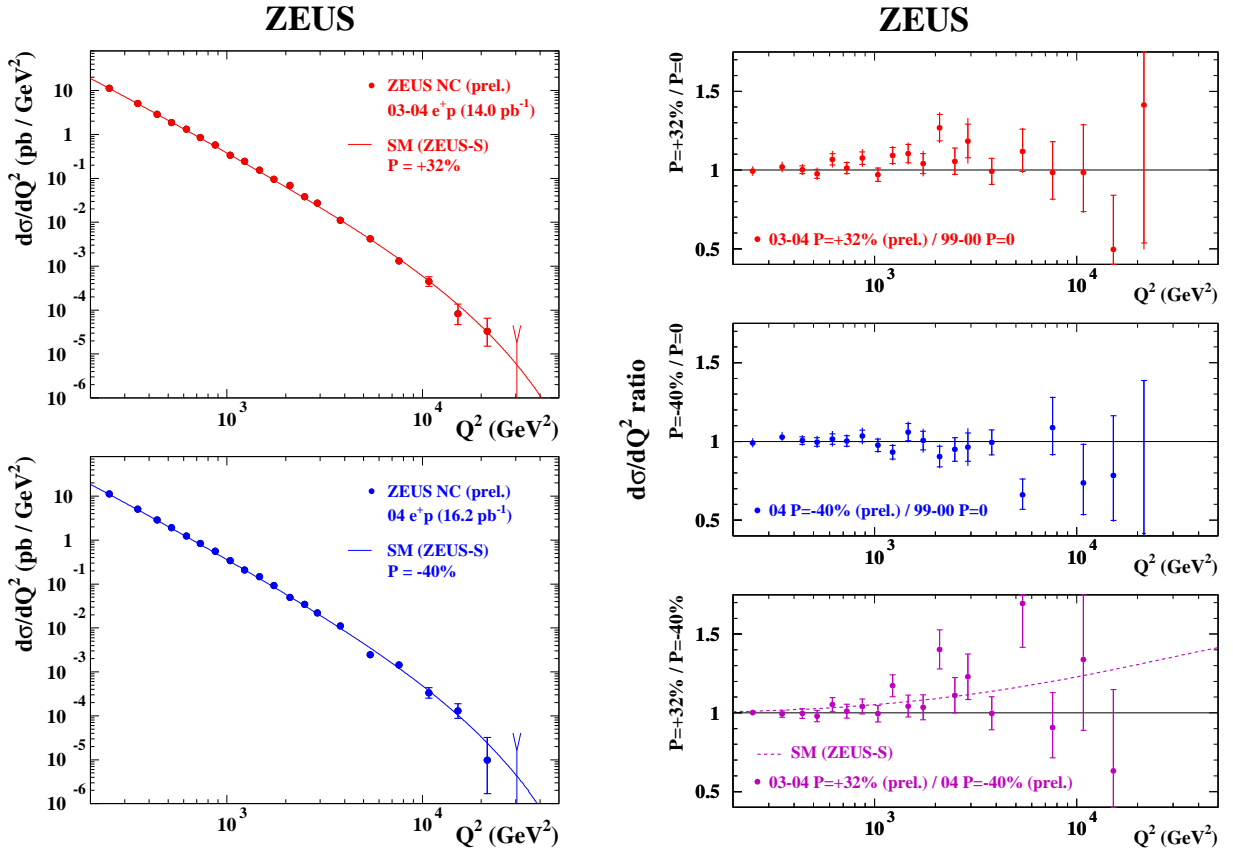 ZEUS
dσ/dQ² (pb / GeV²)
10
1
10⁻¹
10⁻²
10⁻³
10⁻⁴
10⁻⁵
10⁻⁶
ZEUS NC (prel.)
03-04 e⁺p (14.0 pb⁻¹)
SM (ZEUS-S)
P = +32%
10³
10⁴
Q² (GeV²)
dσ/dQ² (pb / GeV²)
10
1
10⁻¹
10⁻²
10⁻³
10⁻⁴
10⁻⁵
10⁻⁶
ZEUS NC (prel.)
04 e⁺p (16.2 pb⁻¹)
SM (ZEUS-S)
P = -40%
10³
10⁴
Q² (GeV²)
ZEUS
dσ/dQ² ratio
P=+32% / P=0
1.5
1
0.5
03-04 P=+32% (prel.) / 99-00 P=0
10³
10⁴
Q² (GeV²)
P=-40% / P=0
1.5
1
0.5
04 P=-40% (prel.) / 99-00 P=0
10³
10⁴
Q² (GeV²)
P=+32% / P=-40%
1.5
1
0.5
SM (ZEUS-S)
03-04 P=+32% (prel.) / 04 P=-40% (prel.)
10³
10⁴
Q² (GeV²)